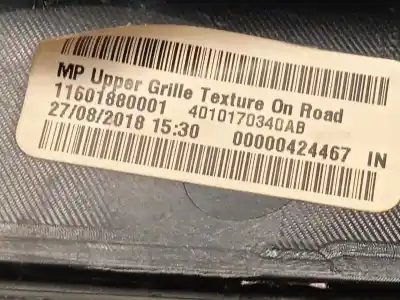 MP Upper Grille Texture On Road
11601880001 4010170340AB
27/08/2018 15:30 00000424467 IN